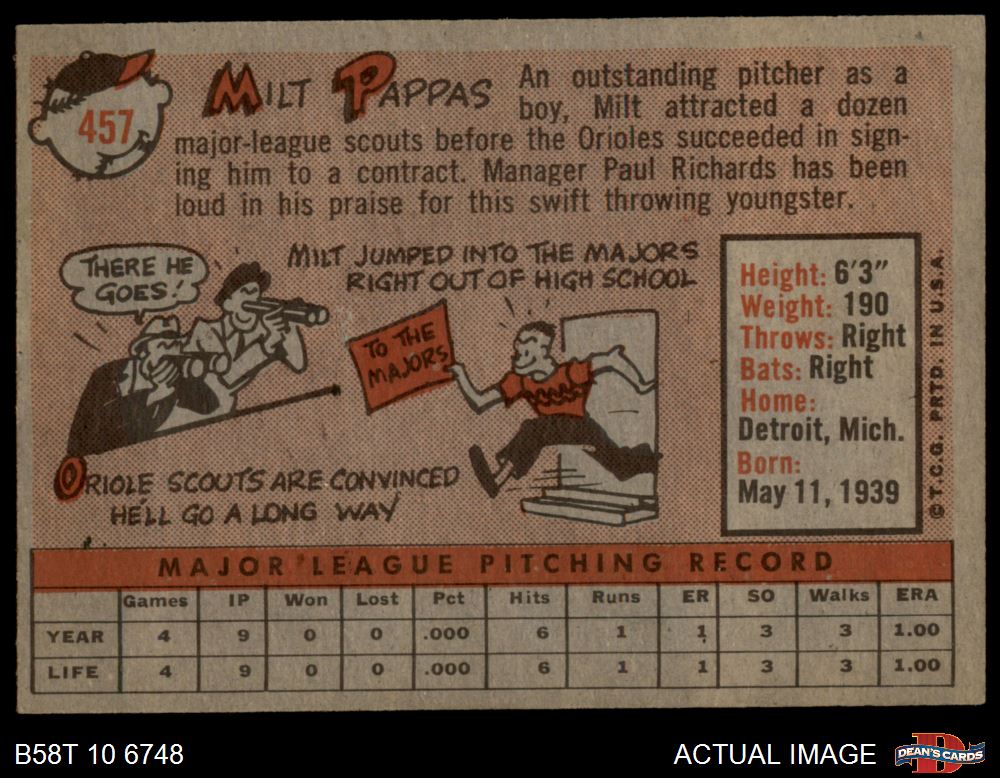 457
MILT PAPPAS
An outstanding pitcher as a
boy, Milt attracted a dozen
major-league scouts before the Orioles succeeded in sign-
ing him to a contract. Manager Paul Richards has been
loud in his praise for this swift throwing youngster.
THERE HE
GOES!
MILT JUMPED INTO THE MAJORS
RIGHT OUT OF HIGH SCHOOL
TO THE
MAJORS
ORIOLE SCOUTS ARE CONVINCED
HE'LL GO A LONG WAY
Height: 6'3"
Weight: 190
Throws: Right
Bats: Right
Home:
Detroit, Mich.
Born:
May 11, 1939
© T.C.G. PRTD. IN U.S.A.
MAJOR LEAGUE PITCHING RECORD
Games IP Won Lost Pct Hits Runs ER SO Walks ERA
YEAR 4 9 0 0 .000 6 1 1 3 3 1.00
LIFE 4 9 0 0 .000 6 1 1 3 3 1.00
B58T 10 6748
ACTUAL IMAGE
D
DEAN'S CARDS